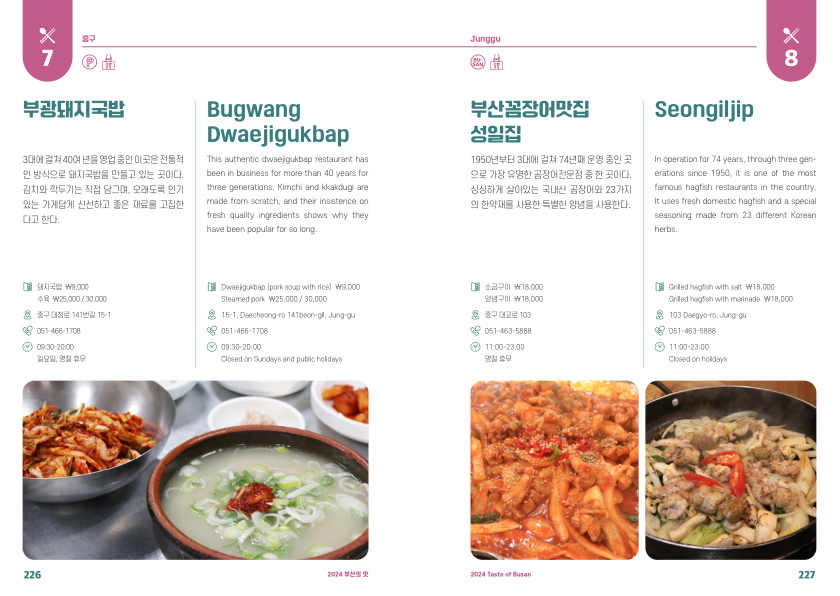 7
중구
P
부광돼지국밥
3대에 걸쳐 40여 년을 영업 중인 이곳은 전통적
인 방식으로 돼지국밥을 만들고 있는 곳이다.
김치와 깍두기는 직접 담그며, 오래도록 인기
있는 가게답게 신선하고 좋은 재료를 고집한
다고 한다.
돼지국밥 ₩9,000
수육 ₩25,000 / 30,000
중구 대청로 141번길 15-1
051-466-1708
09:30-20:00
일요일, 명절 휴무
Bugwang
Dwaejigukbap
This authentic dwaejigukbap restaurant has
been in business for more than 40 years for
three generations. Kimchi and kkakdugi are
made from scratch, and their insistence on
fresh quality ingredients shows why they
have been popular for so long.
Dwaejigukbap (pork soup with rice) ₩9,000
Steamed pork ₩25,000 / 30,000
15-1, Daecheong-ro 141beon-gil, Jung-gu
051-466-1708
09:30-20:00
Closed on Sundays and public holidays
226
2024 부산의 맛
Junggu
8
BU-
SAN
부산꼼장어맛집
성일집
1950년부터 3대에 걸쳐 74년째 운영 중인 곳
으로 가장 유명한 곰장어전문점 중 한 곳이다.
싱싱하게 살아있는 국내산 곰장어와 23가지
의 한약재를 사용한 특별한 양념을 사용한다.
소금구이 ₩18,000
양념구이 ₩18,000
중구 대교로 103
051-463-5888
11:00-23:00
명절 휴무
Seongiljip
In operation for 74 years, through three gen-
erations since 1950, it is one of the most
famous hagfish restaurants in the country.
It uses fresh domestic hagfish and a special
seasoning made from 23 different Korean
herbs.
Grilled hagfish with salt ₩18,000
Grilled hagfish with marinade ₩18,000
103 Daegyo-ro, Jung-gu
051-463-5888
11:00-23:00
Closed on holidays
2024 Taste of Busan
227